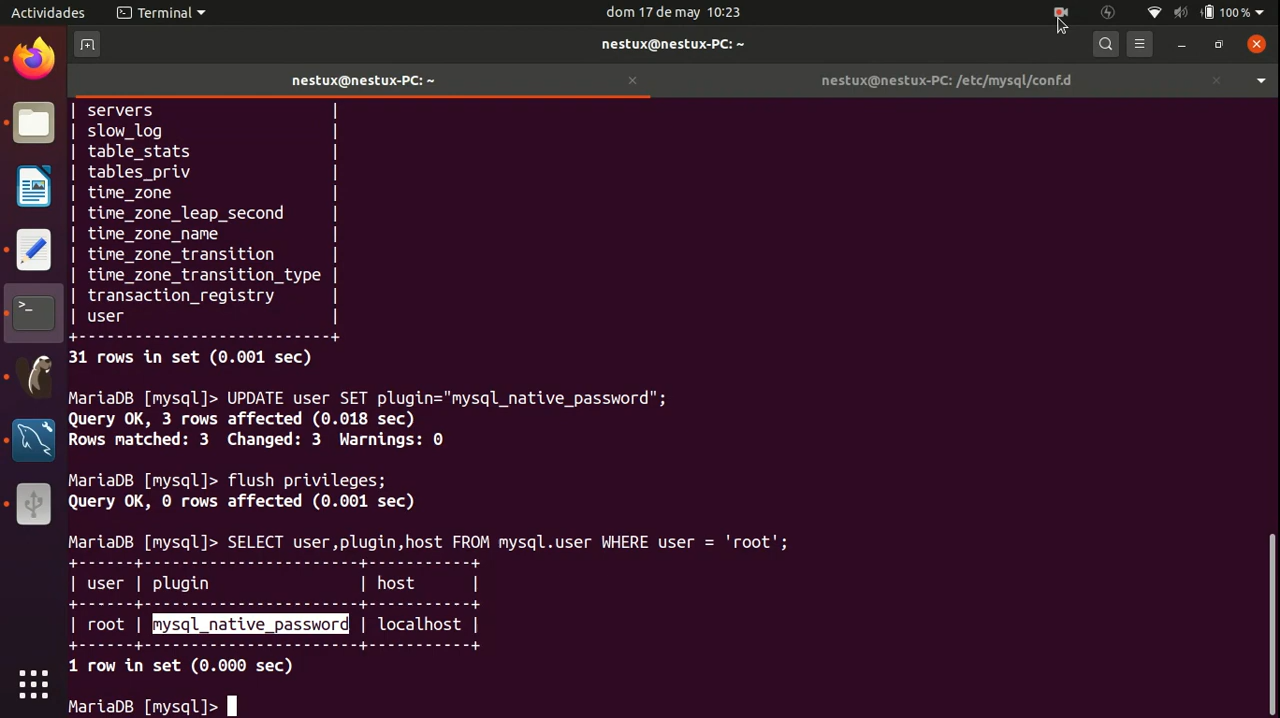 Actividades Terminal dom 17 de may 10:23 100 %
nestux@nestux-PC: ~
nestux@nestux-PC: ~ nestux@nestux-PC: /etc/mysql/conf.d
| servers |
| slow_log |
| table_stats |
| tables_priv |
| time_zone |
| time_zone_leap_second |
| time_zone_name |
| time_zone_transition |
| time_zone_transition_type |
| transaction_registry |
| user |
+---------------------------+
31 rows in set (0.001 sec)
MariaDB [mysql]> UPDATE user SET plugin="mysql_native_password";
Query OK, 3 rows affected (0.018 sec)
Rows matched: 3  Changed: 3  Warnings: 0
MariaDB [mysql]> flush privileges;
Query OK, 0 rows affected (0.001 sec)
MariaDB [mysql]> SELECT user,plugin,host FROM mysql.user WHERE user = 'root';
+------+-----------------------+-----------+
| user | plugin | host |
+------+-----------------------+-----------+
| root | mysql_native_password | localhost |
+------+-----------------------+-----------+
1 row in set (0.000 sec)
MariaDB [mysql]>